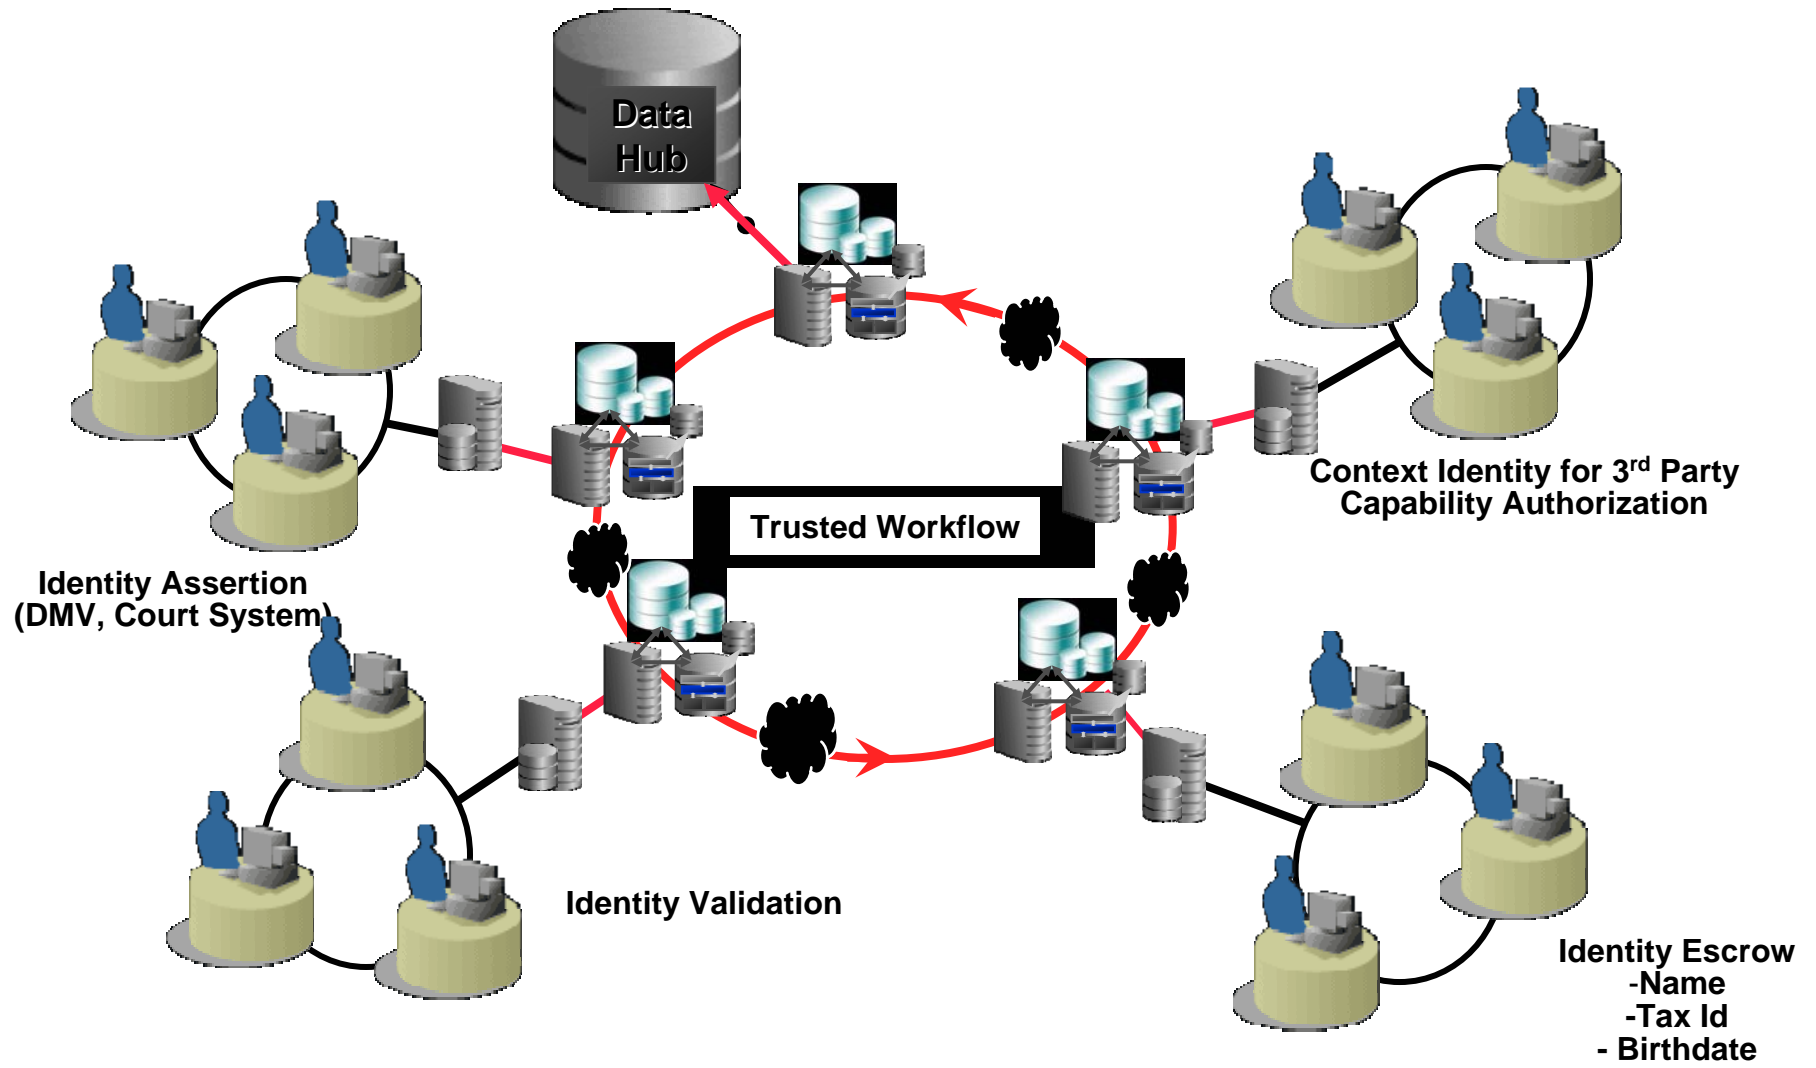 Data
Hub
Trusted Workflow
Context Identity for 3rd Party
Capability Authorization
Identity Assertion
(DMV, Court System)
Identity Validation
Identity Escrow
-Name
-Tax Id
- Birthdate